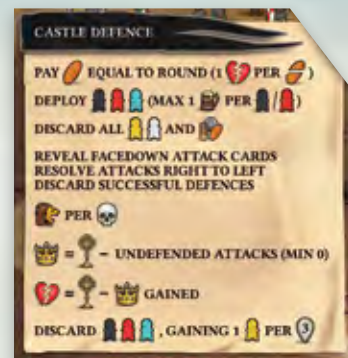 CASTLE DEFENCE
PAY EQUAL TO ROUND (1 PER )
DEPLOY (MAX 1 PER / )
DISCARD ALL AND
REVEAL FACEDOWN ATTACK CARDS
RESOLVE ATTACKS RIGHT TO LEFT
DISCARD SUCCESSFUL DEFENCES
PER
= − UNDEFENDED ATTACKS (MIN 0)
= − GAINED
DISCARD , GAINING 1 PER 3